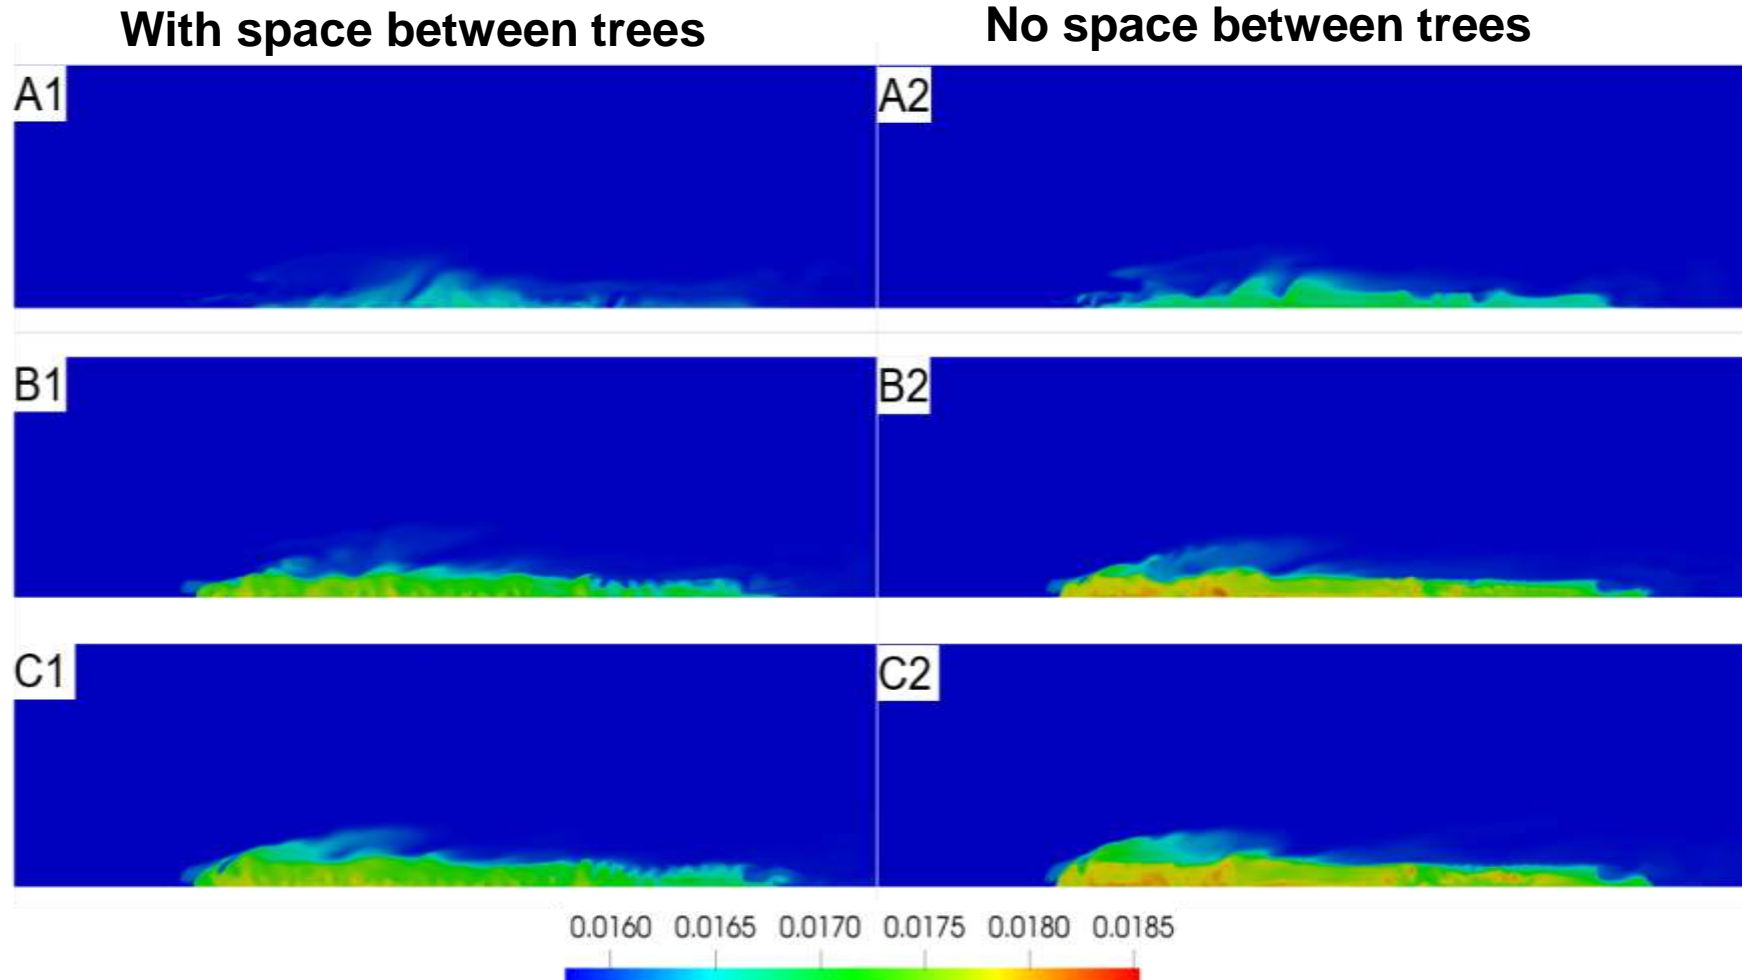 With space between trees
No space between trees
A1
A2
B1
B2
C1
C2
0.0160 0.0165 0.0170 0.0175 0.0180 0.0185